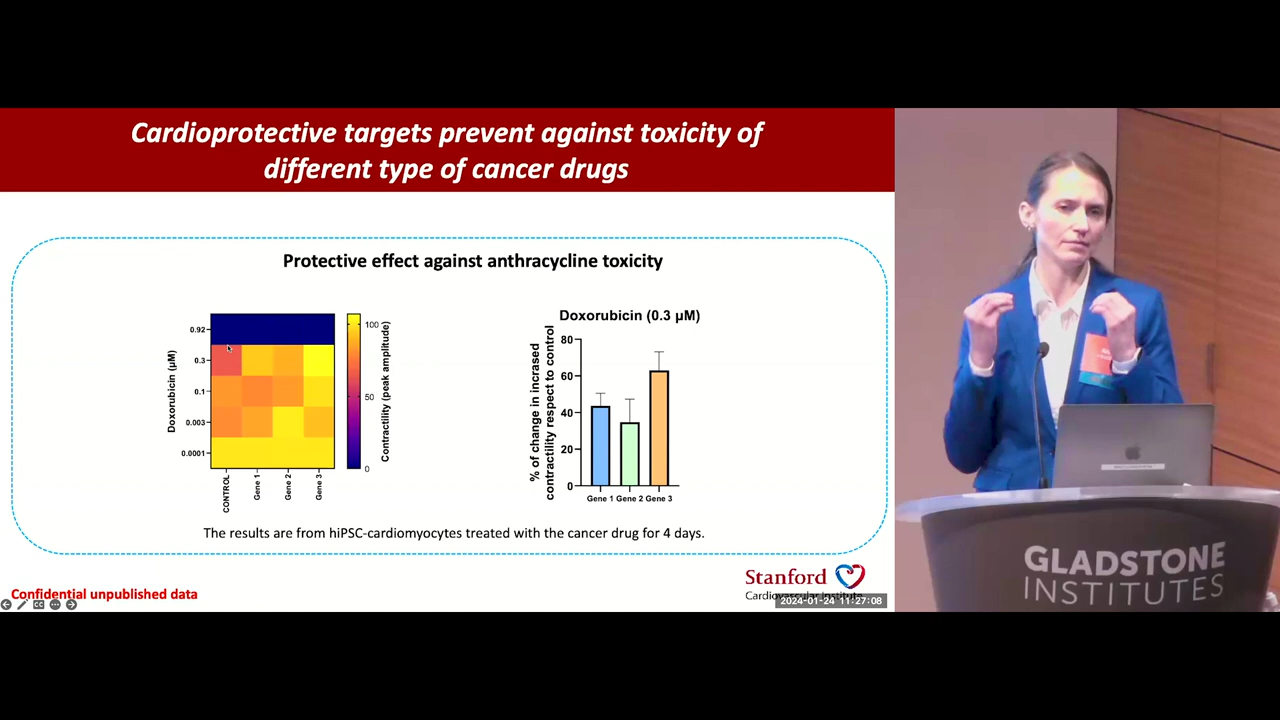 Cardioprotective targets prevent against toxicity of
different type of cancer drugs
Protective effect against anthracycline toxicity
Doxorubicin (µM)
0.92
0.3
0.1
0.003
0.0001
CONTROL
Gene 1
Gene 2
Gene 3
100
50
0
Contractility (peak amplitude)
Doxorubicin (0.3 µM)
% of change in incrased
contractility respect to control
80
60
40
20
0
Gene 1 Gene 2 Gene 3
The results are from hiPSC-cardiomyocytes treated with the cancer drug for 4 days.
Confidential unpublished data
Stanford
Cardiovascular Institute
2024-01-24 11:27:08
CC
GLADSTONE
INSTITUTES